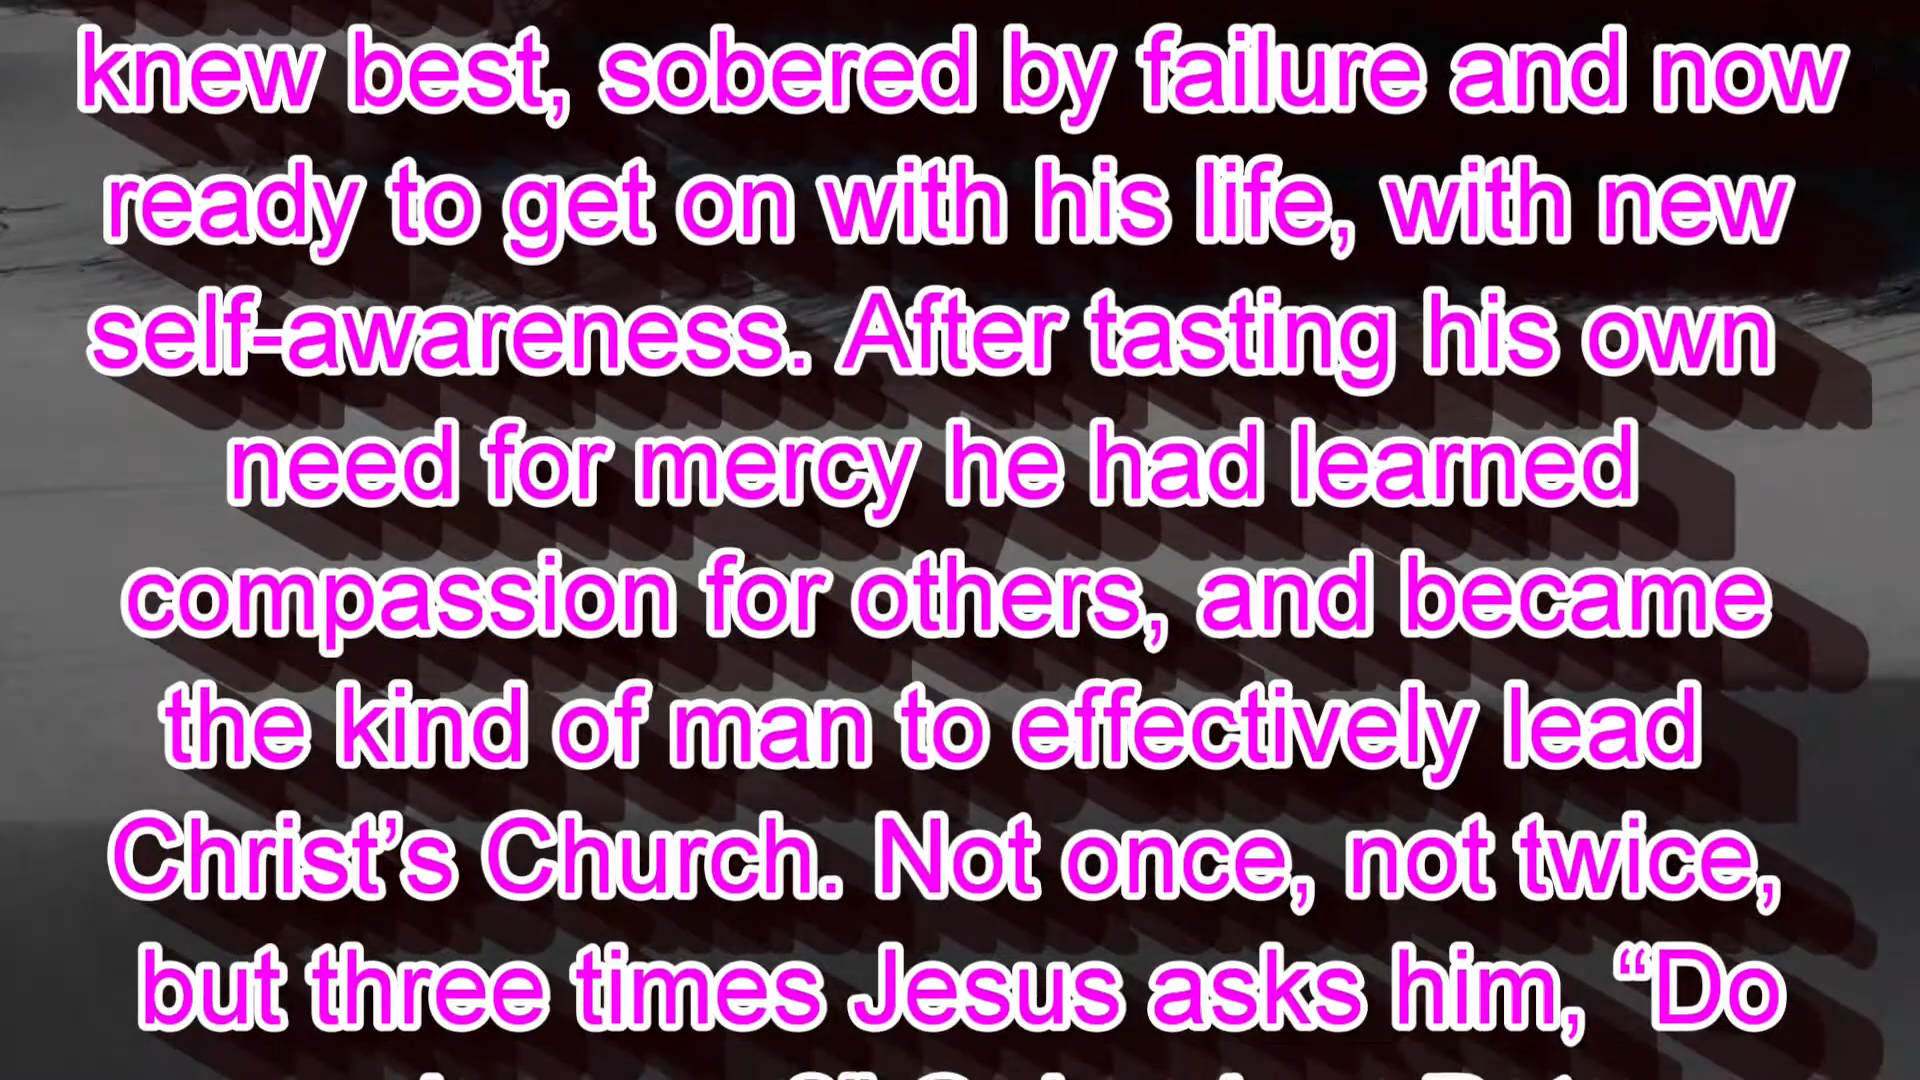 knew best, sobered by failure and now
ready to get on with his life, with new
self-awareness. After tasting his own
need for mercy he had learned
compassion for others, and became
the kind of man to effectively lead
Christ’s Church. Not once, not twice,
but three times Jesus asks him, “Do